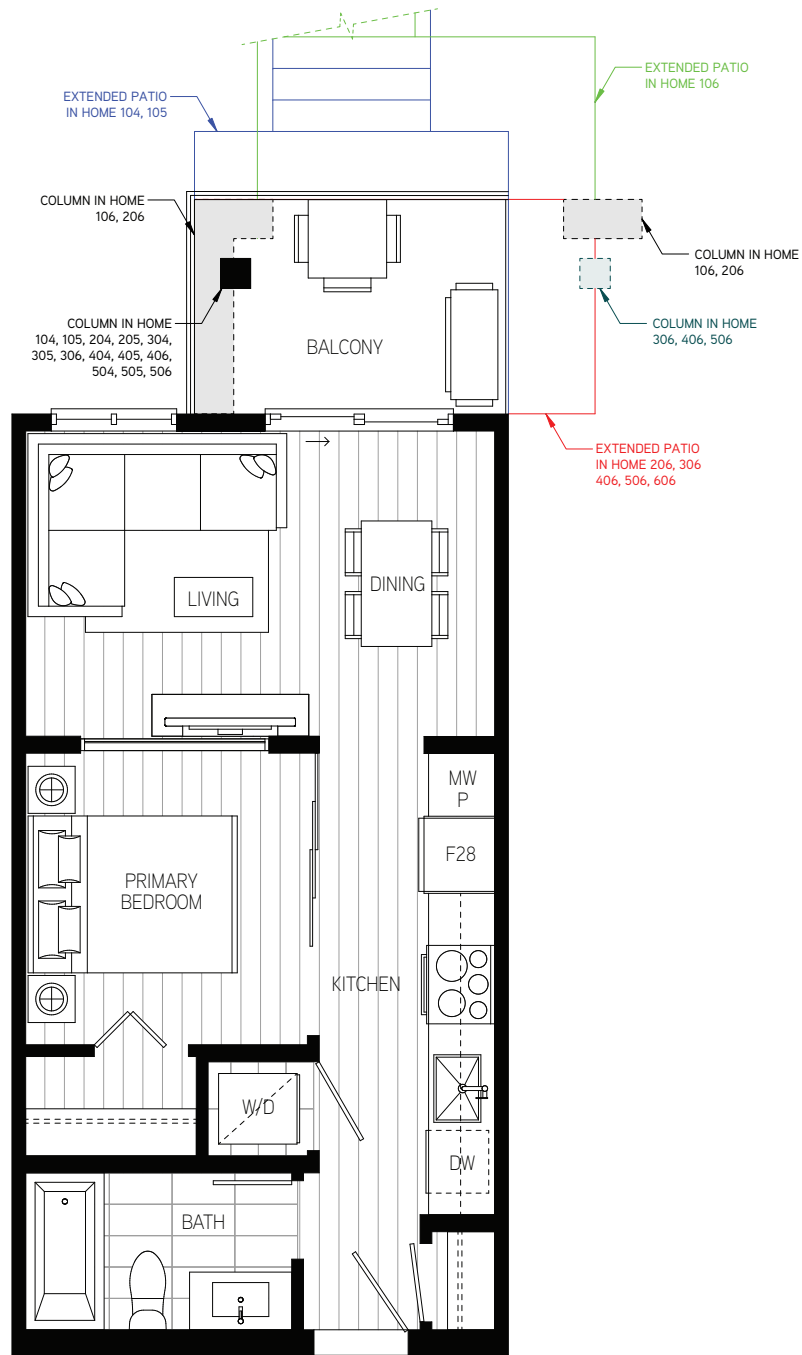 EXTENDED PATIO
IN HOME 104, 105
EXTENDED PATIO
IN HOME 106
COLUMN IN HOME
106, 206
COLUMN IN HOME
106, 206
COLUMN IN HOME
104, 105, 204, 205, 304,
305, 306, 404, 405, 406,
504, 505, 506
COLUMN IN HOME
306, 406, 506
BALCONY
EXTENDED PATIO
IN HOME 206, 306
406, 506, 606
LIVING
DINING
MW
P
F28
PRIMARY
BEDROOM
KITCHEN
W/D
DW
BATH